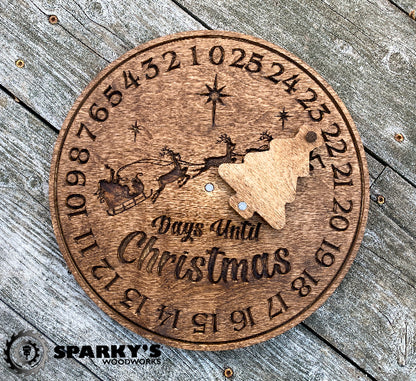 0 25 24 23 22 21 20 19 18 17 16 15 14 13 12 11 10 9 8 7 6 5 4 3 2 1
Days Until
Christmas
SPARKY'S
WOODWORKS